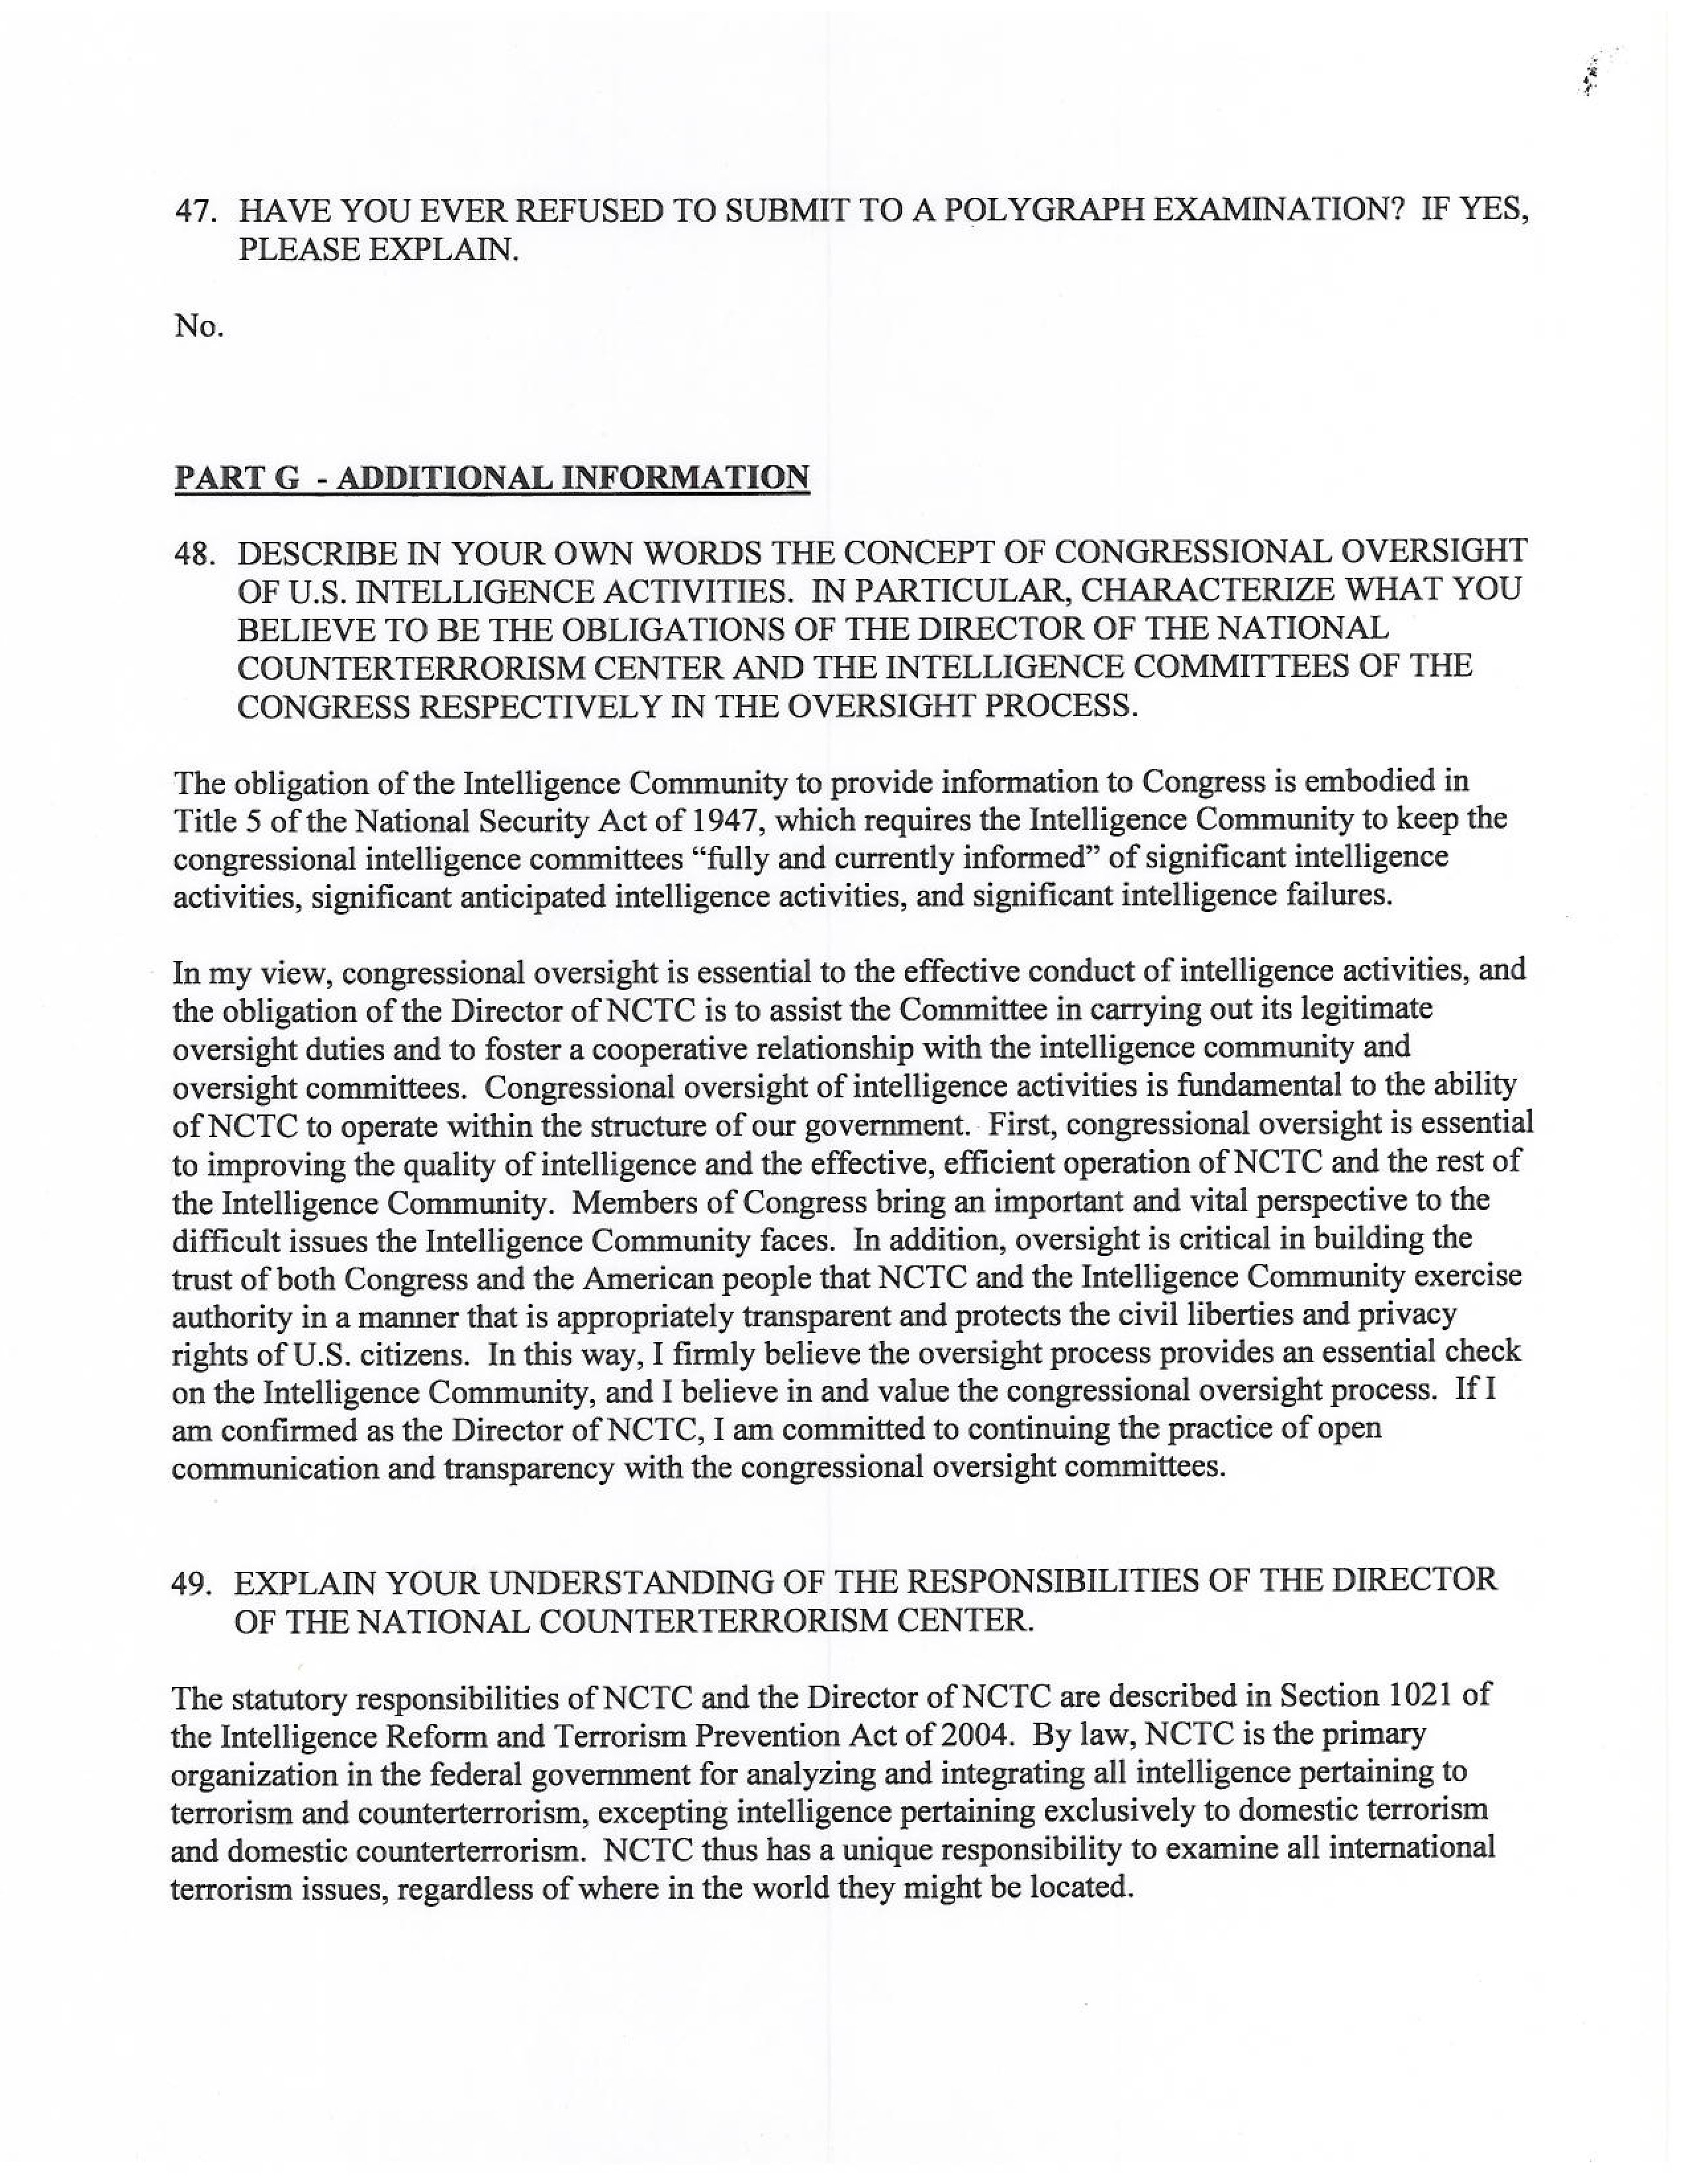 47. HAVE YOU EVER REFUSED TO SUBMIT TO A POLYGRAPH EXAMINATION? IF YES,
PLEASE EXPLAIN.
No.
PART G - ADDITIONAL INFORMATION
48. DESCRIBE IN YOUR OWN WORDS THE CONCEPT OF CONGRESSIONAL OVERSIGHT
OF U.S. INTELLIGENCE ACTIVITIES. IN PARTICULAR, CHARACTERIZE WHAT YOU
BELIEVE TO BE THE OBLIGATIONS OF THE DIRECTOR OF THE NATIONAL
COUNTERTERRORISM CENTER AND THE INTELLIGENCE COMMITTEES OF THE
CONGRESS RESPECTIVELY IN THE OVERSIGHT PROCESS.
The obligation of the Intelligence Community to provide information to Congress is embodied in
Title 5 of the National Security Act of 1947, which requires the Intelligence Community to keep the
congressional intelligence committees “fully and currently informed” of significant intelligence
activities, significant anticipated intelligence activities, and significant intelligence failures.
In my view, congressional oversight is essential to the effective conduct of intelligence activities, and
the obligation of the Director of NCTC is to assist the Committee in carrying out its legitimate
oversight duties and to foster a cooperative relationship with the intelligence community and
oversight committees. Congressional oversight of intelligence activities is fundamental to the ability
of NCTC to operate within the structure of our government. First, congressional oversight is essential
to improving the quality of intelligence and the effective, efficient operation of NCTC and the rest of
the Intelligence Community. Members of Congress bring an important and vital perspective to the
difficult issues the Intelligence Community faces. In addition, oversight is critical in building the
trust of both Congress and the American people that NCTC and the Intelligence Community exercise
authority in a manner that is appropriately transparent and protects the civil liberties and privacy
rights of U.S. citizens. In this way, I firmly believe the oversight process provides an essential check
on the Intelligence Community, and I believe in and value the congressional oversight process. If I
am confirmed as the Director of NCTC, I am committed to continuing the practice of open
communication and transparency with the congressional oversight committees.
49. EXPLAIN YOUR UNDERSTANDING OF THE RESPONSIBILITIES OF THE DIRECTOR
OF THE NATIONAL COUNTERTERRORISM CENTER.
The statutory responsibilities of NCTC and the Director of NCTC are described in Section 1021 of
the Intelligence Reform and Terrorism Prevention Act of 2004. By law, NCTC is the primary
organization in the federal government for analyzing and integrating all intelligence pertaining to
terrorism and counterterrorism, excepting intelligence pertaining exclusively to domestic terrorism
and domestic counterterrorism. NCTC thus has a unique responsibility to examine all international
terrorism issues, regardless of where in the world they might be located.